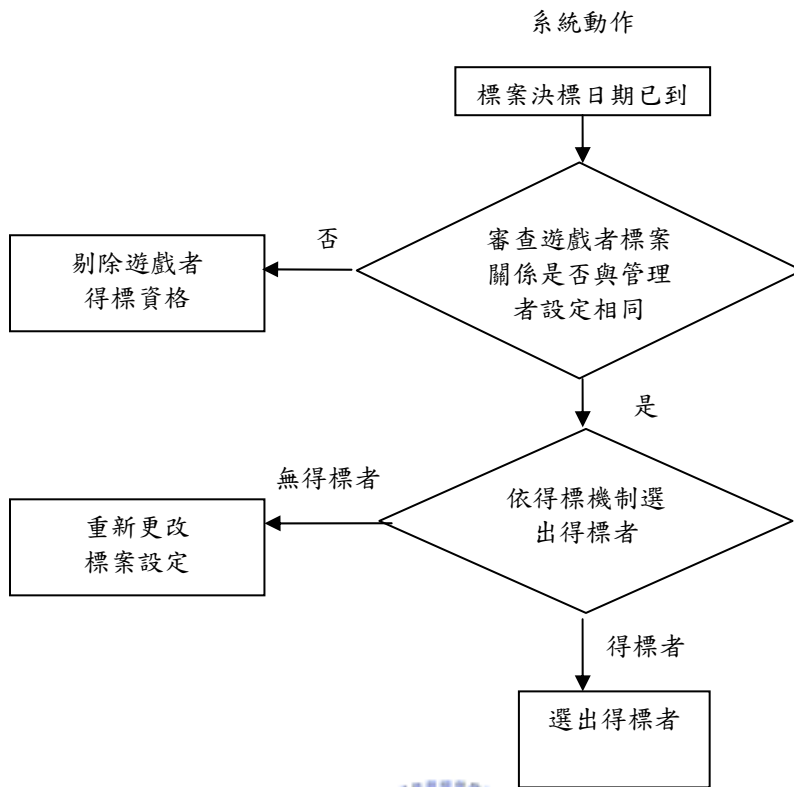 系統動作
標案決標日期已到
審查遊戲者標案
關係是否與管理
者設定相同
否
剔除遊戲者
得標資格
是
依得標機制選
出得標者
無得標者
重新更改
標案設定
得標者
選出得標者